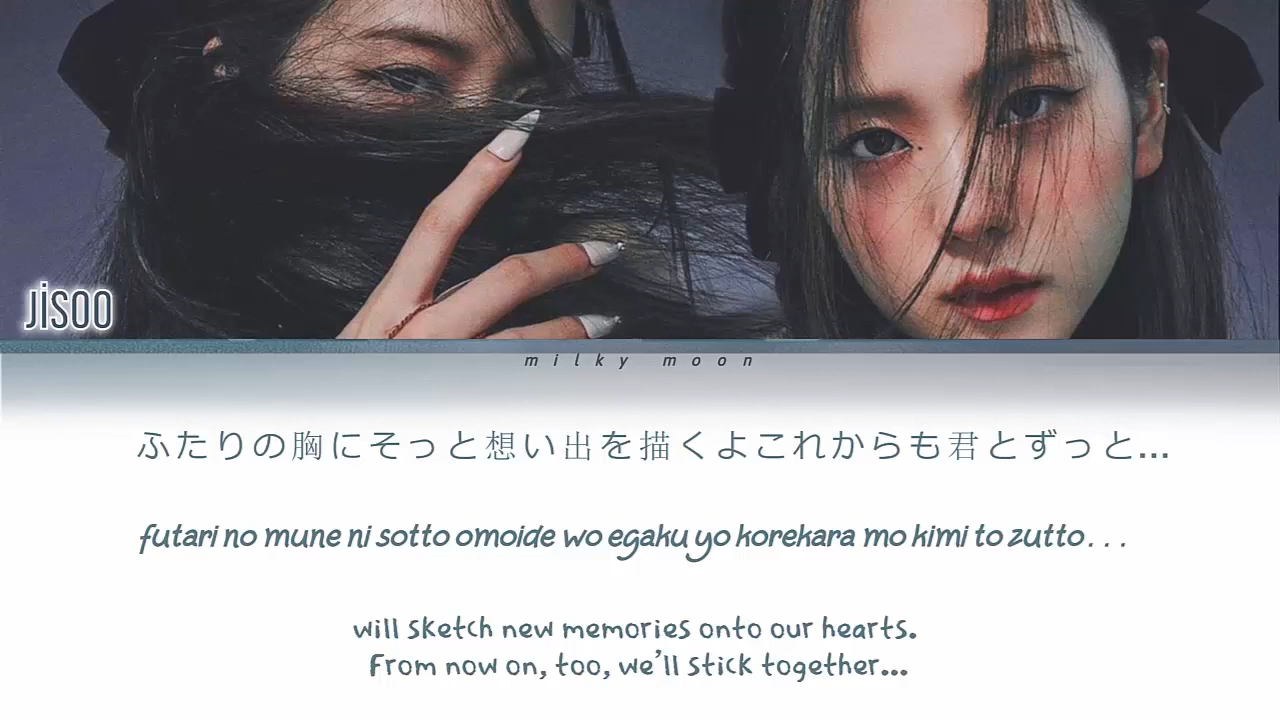 JISOO
milky moon
ふたりの胸にそっと想い出を描くよこれからも君とずっと...
futari no mune ni sotto omoide wo egaku yo korekara mo kimi to zutto...
will sketch new memories onto our hearts.
From now on, too, we'll stick together...